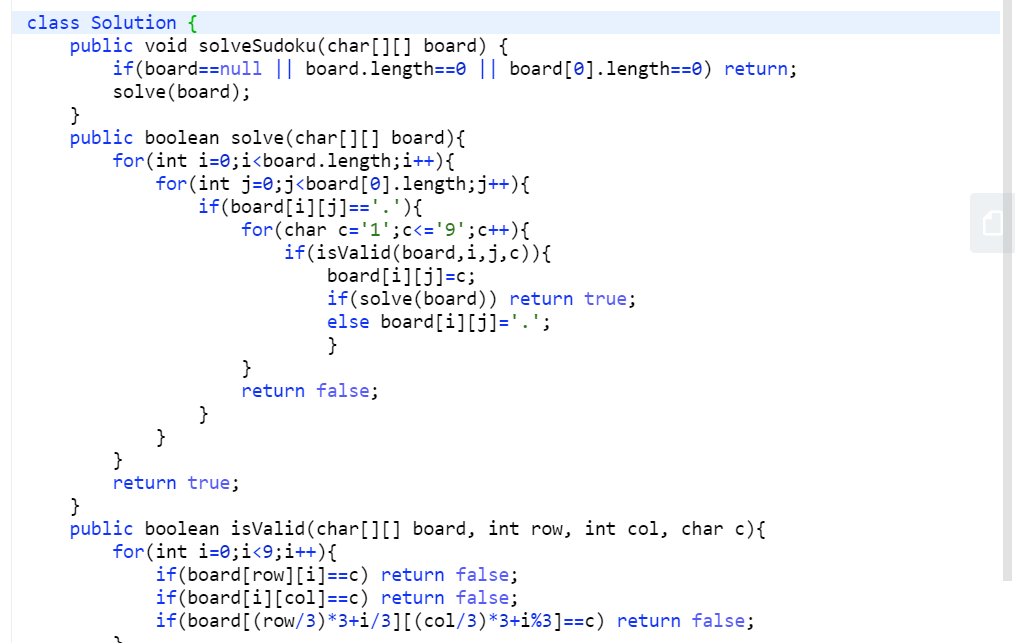 class Solution {
    public void solveSudoku(char[][] board) {
        if(board==null || board.length==0 || board[0].length==0) return;
        solve(board);
    }
    public boolean solve(char[][] board){
        for(int i=0;i<board.length;i++){
            for(int j=0;j<board[0].length;j++){
                if(board[i][j]=='.'){
                    for(char c='1';c<='9';c++){
                        if(isValid(board,i,j,c)){
                            board[i][j]=c;
                            if(solve(board)) return true;
                            else board[i][j]='.';
                            }
                    }
                    return false;
                }
            }
        }
        return true;
    }
    public boolean isValid(char[][] board, int row, int col, char c){
        for(int i=0;i<9;i++){
            if(board[row][i]==c) return false;
            if(board[i][col]==c) return false;
            if(board[(row/3)*3+i/3][(col/3)*3+i%3]==c) return false;
        }